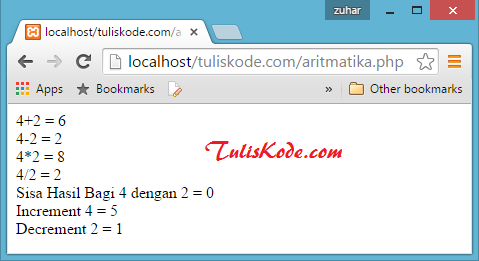 zuhar
localhost/tuliskode.com/a
localhost/tuliskode.com/aritmatika.php
Apps
Bookmarks
»
Other bookmarks
4+2 = 6
4-2 = 2
4*2 = 8
4/2 = 2
Sisa Hasil Bagi 4 dengan 2 = 0
Increment 4 = 5
Decrement 2 = 1
TulisKode.com